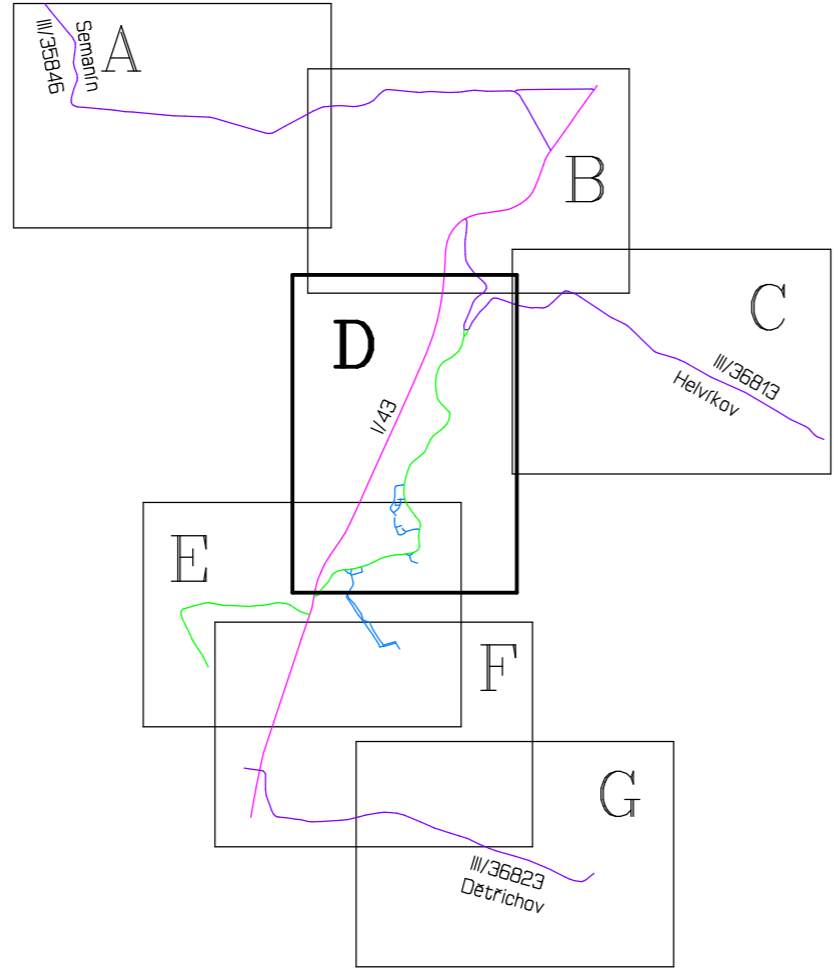 A
III/35846
Semanín
B
C
III/36813
Helvíkov
D
I/43
E
F
G
III/36823
Dětřichov